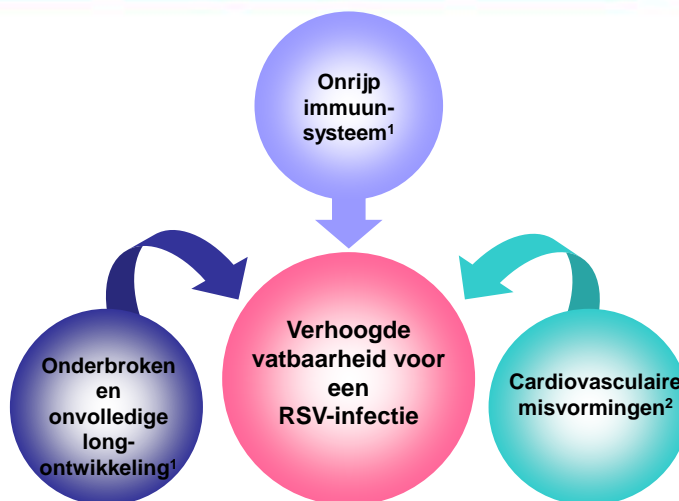 Onrijp
immuun-
systeem¹
Verhoogde
vatbaarheid voor
een
RSV-infectie
Onderbroken
en
onvolledige
long-
ontwikkeling¹
Cardiovasculaire
misvormingen²